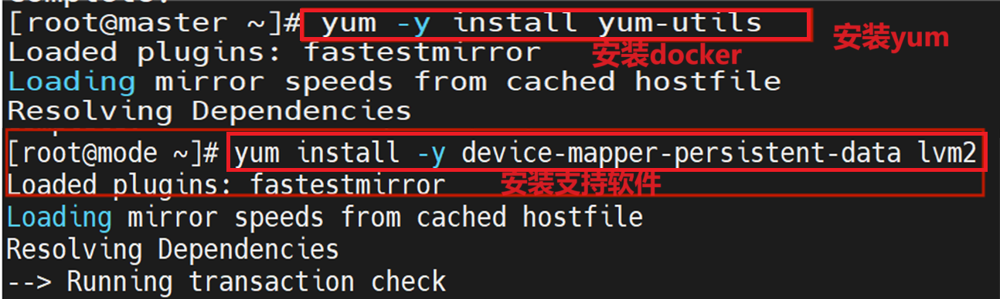 [root@master ~]# yum -y install yum-utils
安装yum
Loaded plugins: fastestmirror
安装docker
Loading mirror speeds from cached hostfile
Resolving Dependencies
[root@mode ~]# yum install -y device-mapper-persistent-data lvm2
Loaded plugins: fastestmirror
安装支持软件
Loading mirror speeds from cached hostfile
Resolving Dependencies
--> Running transaction check